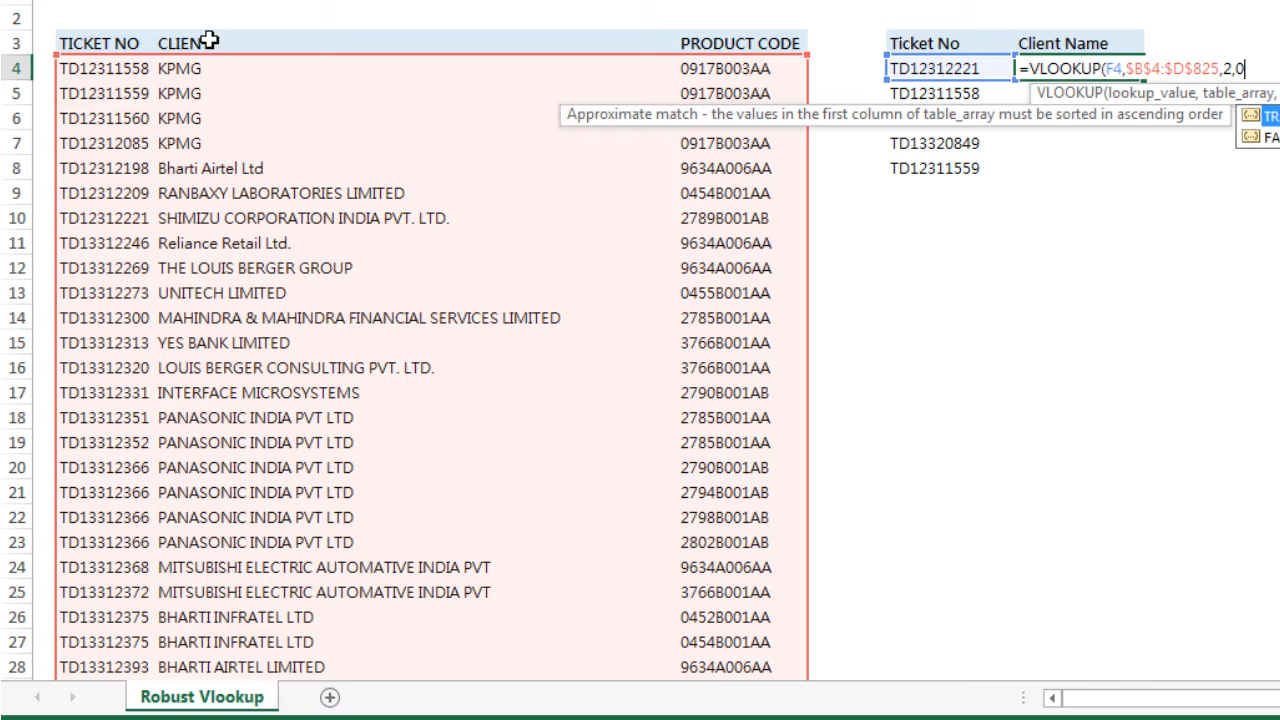 2
3 TICKET NO CLIEN PRODUCT CODE Ticket No Client Name
4 TD12311558 KPMG 0917B003AA TD12312221 =VLOOKUP(F4,$B$4:$D$825,2,0
5 TD12311559 KPMG 0917B003AA TD12311558 VLOOKUP(lookup_value, table_array,
6 TD12311560 KPMG Approximate match - the values in the first column of table_array must be sorted in ascending order TR
7 TD12312085 KPMG 0917B003AA TD13320849 FA
8 TD12312198 Bharti Airtel Ltd 9634A006AA TD12311559
9 TD12312209 RANBAXY LABORATORIES LIMITED 0454B001AA
10 TD12312221 SHIMIZU CORPORATION INDIA PVT. LTD. 2789B001AB
11 TD13312246 Reliance Retail Ltd. 9634A006AA
12 TD13312269 THE LOUIS BERGER GROUP 9634A006AA
13 TD13312273 UNITECH LIMITED 0455B001AA
14 TD13312300 MAHINDRA & MAHINDRA FINANCIAL SERVICES LIMITED 2785B001AA
15 TD13312313 YES BANK LIMITED 3766B001AA
16 TD13312320 LOUIS BERGER CONSULTING PVT. LTD. 3766B001AA
17 TD13312331 INTERFACE MICROSYSTEMS 2790B001AB
18 TD13312351 PANASONIC INDIA PVT LTD 2785B001AA
19 TD13312352 PANASONIC INDIA PVT LTD 2785B001AA
20 TD13312366 PANASONIC INDIA PVT LTD 2790B001AB
21 TD13312366 PANASONIC INDIA PVT LTD 2794B001AB
22 TD13312366 PANASONIC INDIA PVT LTD 2798B001AB
23 TD13312366 PANASONIC INDIA PVT LTD 2802B001AB
24 TD13312368 MITSUBISHI ELECTRIC AUTOMATIVE INDIA PVT 9634A006AA
25 TD13312372 MITSUBISHI ELECTRIC AUTOMATIVE INDIA PVT 3766B001AA
26 TD13312375 BHARTI INFRATEL LTD 0452B001AA
27 TD13312375 BHARTI INFRATEL LTD 0454B001AA
28 TD13312393 BHARTI AIRTEL LIMITED 9634A006AA
Robust Vlookup